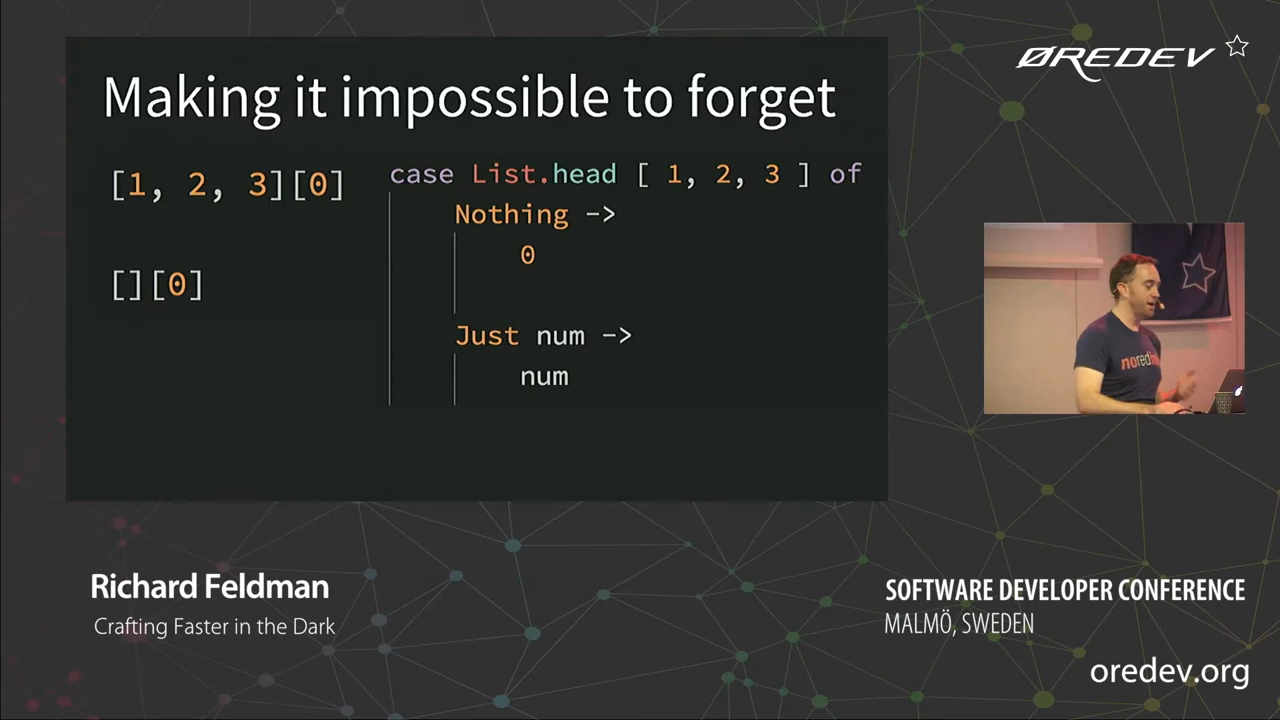 Making it impossible to forget
[1, 2, 3][0]
[][0]
case List.head [ 1, 2, 3 ] of
Nothing ->
0
Just num ->
num
ØREDEV
noredin
Richard Feldman
Crafting Faster in the Dark
SOFTWARE DEVELOPER CONFERENCE
MALMÖ, SWEDEN
oredev.org